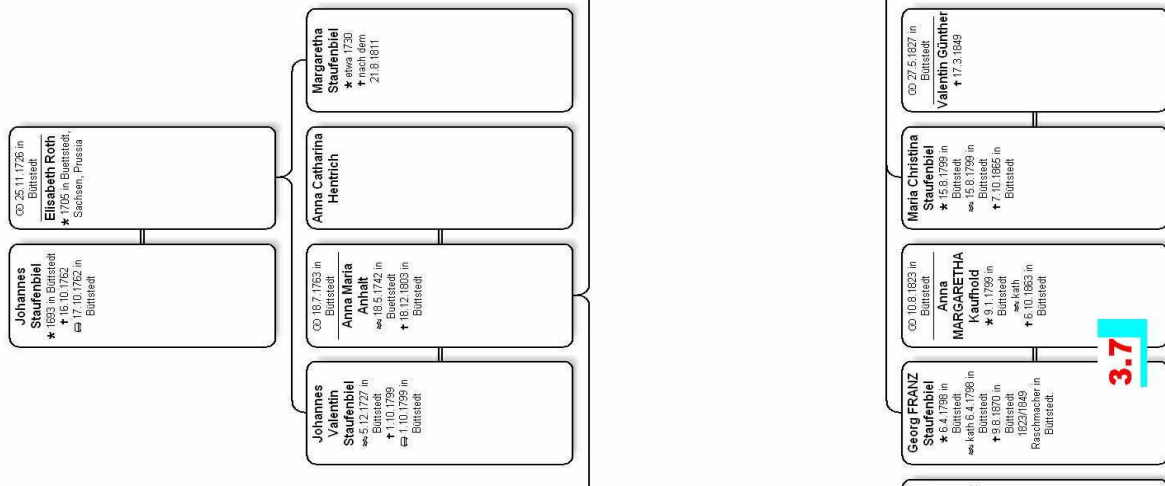 Johannes
Staufenbiel
★ 1693 in Büttstedt
✝ 16.10.1762
⚰ 17.10.1762 in
Büttstedt
⚭ 25.11.1726 in
Büttstedt
Elisabeth Roth
★ 1705 in Buettstedt,
Sachsen, Prussia
Johannes
Valentin
Staufenbiel
≈ 5.12.1727 in
Büttstedt
✝ 1.10.1799
⚰ 1.10.1799 in
Büttstedt
⚭ 18.7.1763 in
Büttstedt
Anna Maria
Anhalt
≈ 18.5.1742 in
Buettstedt
✝ 18.12.1803 in
Büttstedt
Anna Catharina
Hentrich
Margaretha
Staufenbiel
★ etwa 1730
✝ nach dem
21.8.1811
Georg FRANZ
Staufenbiel
★ 6.4.1798 in
Büttstedt
≈ kath 6.4.1798 in
Büttstedt
✝ 9.8.1870 in
Büttstedt
1823/1849
Raschmacher in
Büttstedt.
⚭ 10.8.1823 in
Büttstedt
Anna
MARGARETHA
Kaufhold
★ 9.1.1799 in
Büttstedt
≈ kath
✝ 6.10.1863 in
Büttstedt
Maria Christina
Staufenbiel
★ 15.8.1799 in
Büttstedt
≈ 15.8.1799 in
Büttstedt
✝ 7.10.1865 in
Büttstedt
⚭ 27.5.1827 in
Büttstedt
Valentin Günther
✝ 17.3.1849
3.7